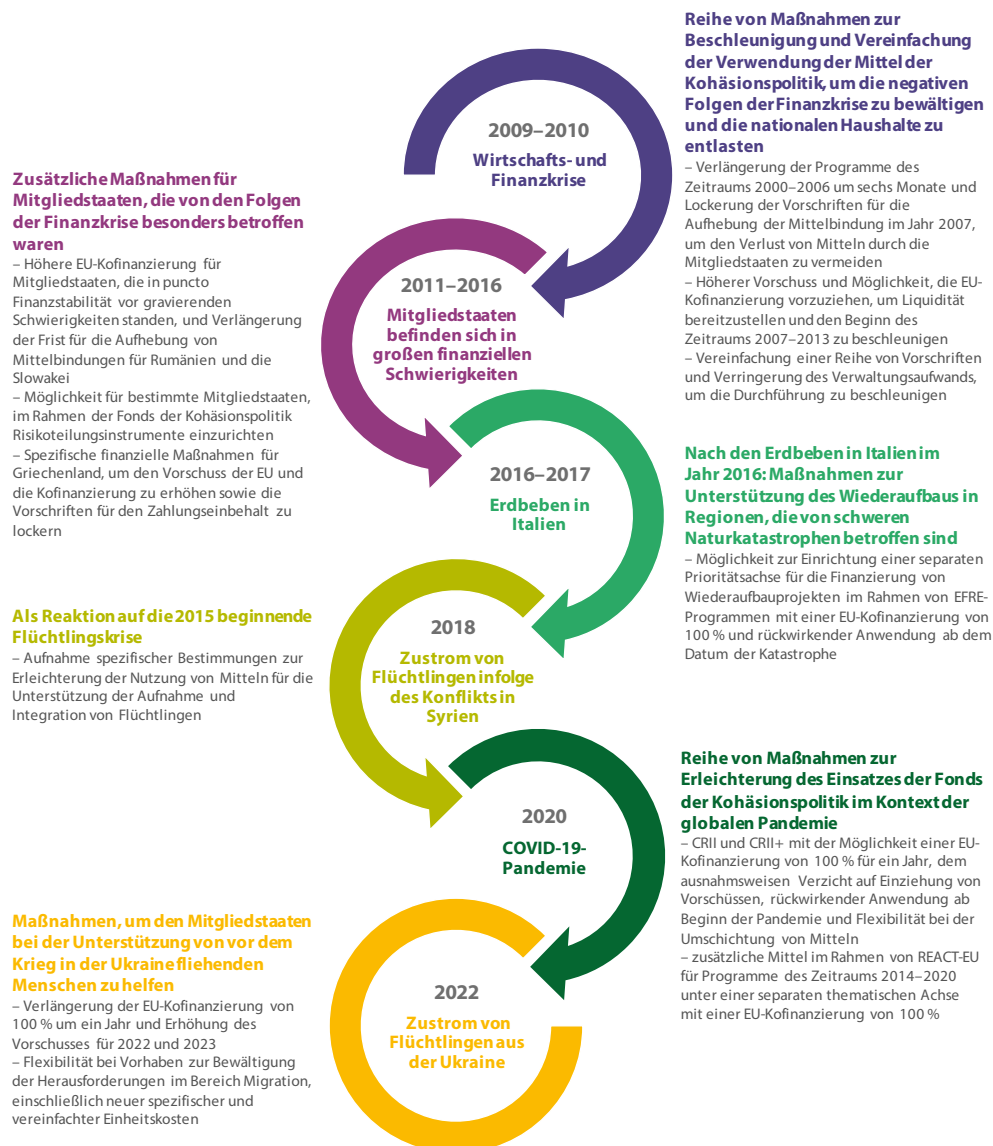 2009–2010
Wirtschafts- und
Finanzkrise
Reihe von Maßnahmen zur
Beschleunigung und Vereinfachung
der Verwendung der Mittel der
Kohäsionspolitik, um die negativen
Folgen der Finanzkrise zu bewältigen
und die nationalen Haushalte zu
entlasten
– Verlängerung der Programme des
Zeitraums 2000–2006 um sechs Monate und
Lockerung der Vorschriften für die
Aufhebung der Mittelbindung im Jahr 2007,
um den Verlust von Mitteln durch die
Mitgliedstaaten zu vermeiden
– Höherer Vorschuss und Möglichkeit, die EU-
Kofinanzierung vorzuziehen, um Liquidität
bereitzustellen und den Beginn des
Zeitraums 2007–2013 zu beschleunigen
– Vereinfachung einer Reihe von Vorschriften
und Verringerung des Verwaltungsaufwands,
um die Durchführung zu beschleunigen
Zusätzliche Maßnahmen für
Mitgliedstaaten, die von den Folgen
der Finanzkrise besonders betroffen
waren
– Höhere EU-Kofinanzierung für
Mitgliedstaaten, die in puncto
Finanzstabilität vor gravierenden
Schwierigkeiten standen, und Verlängerung
der Frist für die Aufhebung von
Mittelbindungen für Rumänien und die
Slowakei
– Möglichkeit für bestimmte Mitgliedstaaten,
im Rahmen der Fonds der Kohäsionspolitik
Risikoteilungsinstrumente einzurichten
– Spezifische finanzielle Maßnahmen für
Griechenland, um den Vorschuss der EU und
die Kofinanzierung zu erhöhen sowie die
Vorschriften für den Zahlungseinbehalt zu
lockern
2011–2016
Mitgliedstaaten
befinden sich in
großen finanziellen
Schwierigkeiten
2016–2017
Erdbeben in
Italien
Nach den Erdbeben in Italien im
Jahr 2016: Maßnahmen zur
Unterstützung des Wiederaufbaus in
Regionen, die von schweren
Naturkatastrophen betroffen sind
– Möglichkeit zur Einrichtung einer separaten
Prioritätsachse für die Finanzierung von
Wiederaufbauprojekten im Rahmen von EFRE-
Programmen mit einer EU-Kofinanzierung von
100 % und rückwirkender Anwendung ab dem
Datum der Katastrophe
Als Reaktion auf die 2015 beginnende
Flüchtlingskrise
– Aufnahme spezifischer Bestimmungen zur
Erleichterung der Nutzung von Mitteln für die
Unterstützung der Aufnahme und
Integration von Flüchtlingen
2018
Zustrom von
Flüchtlingen infolge
des Konflikts in
Syrien
2020
COVID-19-
Pandemie
Reihe von Maßnahmen zur
Erleichterung des Einsatzes der Fonds
der Kohäsionspolitik im Kontext der
globalen Pandemie
– CRII und CRII+ mit der Möglichkeit einer EU-
Kofinanzierung von 100 % für ein Jahr, dem
ausnahmsweisen Verzicht auf Einziehung von
Vorschüssen, rückwirkender Anwendung ab
Beginn der Pandemie und Flexibilität bei der
Umschichtung von Mitteln
– zusätzliche Mittel im Rahmen von REACT-EU
für Programme des Zeitraums 2014–2020
unter einer separaten thematischen Achse
mit einer EU-Kofinanzierung von 100 %
Maßnahmen, um den Mitgliedstaaten
bei der Unterstützung von vor dem
Krieg in der Ukraine fliehenden
Menschen zu helfen
– Verlängerung der EU-Kofinanzierung von
100 % um ein Jahr und Erhöhung des
Vorschusses für 2022 und 2023
– Flexibilität bei Vorhaben zur Bewältigung
der Herausforderungen im Bereich Migration,
einschließlich neuer spezifischer und
vereinfachter Einheitskosten
2022
Zustrom von
Flüchtlingen aus
der Ukraine